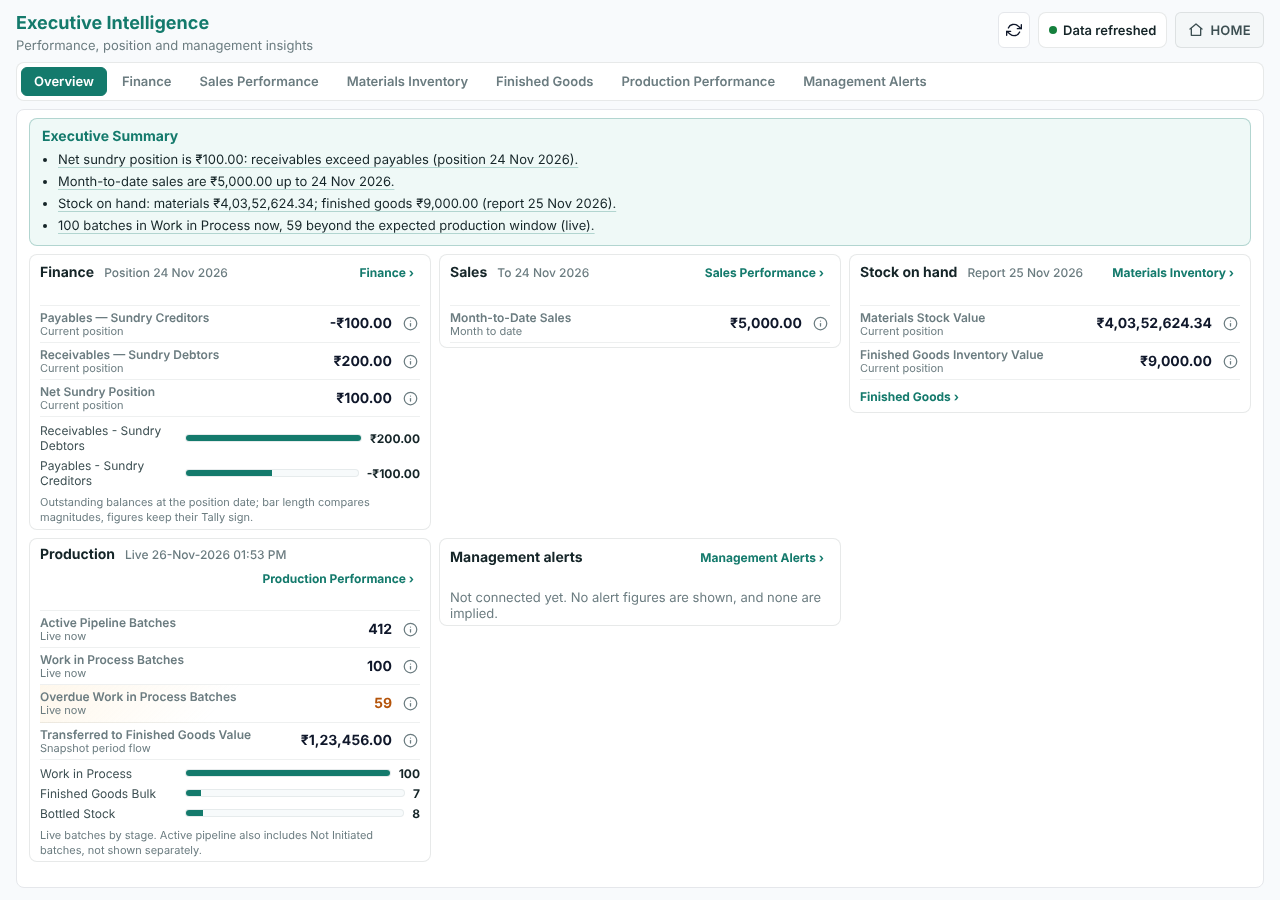 Executive Intelligence
Performance, position and management insights
Data refreshed
HOME
Overview
Finance
Sales Performance
Materials Inventory
Finished Goods
Production Performance
Management Alerts
Executive Summary
• Net sundry position is ₹100.00: receivables exceed payables (position 24 Nov 2026).
• Month-to-date sales are ₹5,000.00 up to 24 Nov 2026.
• Stock on hand: materials ₹4,03,52,624.34; finished goods ₹9,000.00 (report 25 Nov 2026).
• 100 batches in Work in Process now, 59 beyond the expected production window (live).
Finance Position 24 Nov 2026 Finance ›
Payables — Sundry Creditors
Current position
-₹100.00
Receivables — Sundry Debtors
Current position
₹200.00
Net Sundry Position
Current position
₹100.00
Receivables - Sundry
Debtors
₹200.00
Payables - Sundry
Creditors
-₹100.00
Outstanding balances at the position date; bar length compares
magnitudes, figures keep their Tally sign.
Sales To 24 Nov 2026 Sales Performance ›
Month-to-Date Sales
Month to date
₹5,000.00
Stock on hand Report 25 Nov 2026 Materials Inventory ›
Materials Stock Value
Current position
₹4,03,52,624.34
Finished Goods Inventory Value
Current position
₹9,000.00
Finished Goods ›
Production Live 26-Nov-2026 01:53 PM
Production Performance ›
Active Pipeline Batches
Live now
412
Work in Process Batches
Live now
100
Overdue Work in Process Batches
Live now
59
Transferred to Finished Goods Value
Snapshot period flow
₹1,23,456.00
Work in Process 100
Finished Goods Bulk 7
Bottled Stock 8
Live batches by stage. Active pipeline also includes Not Initiated
batches, not shown separately.
Management alerts Management Alerts ›
Not connected yet. No alert figures are shown, and none are
implied.